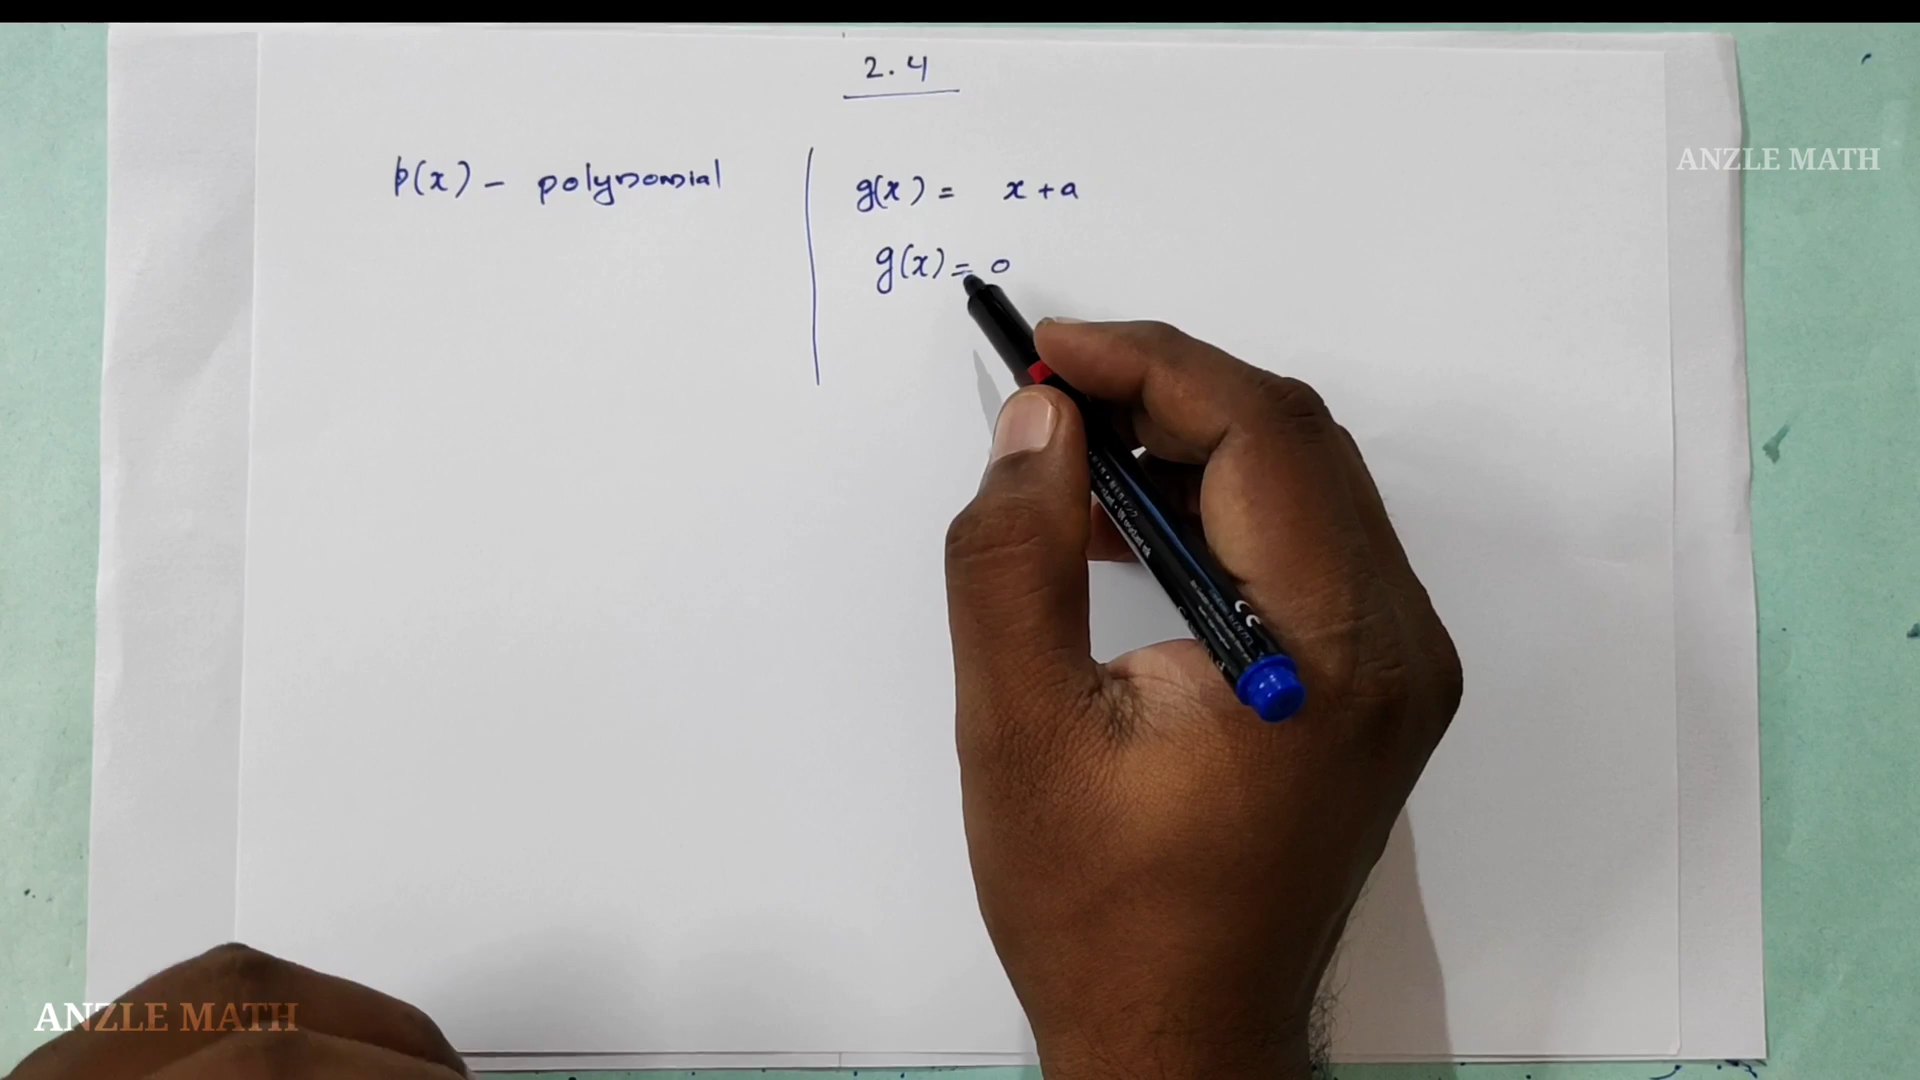 2.4
p(x) - polynomial
g(x) = x + a
g(x) = 0
ANZLE MATH
ANZLE MATH